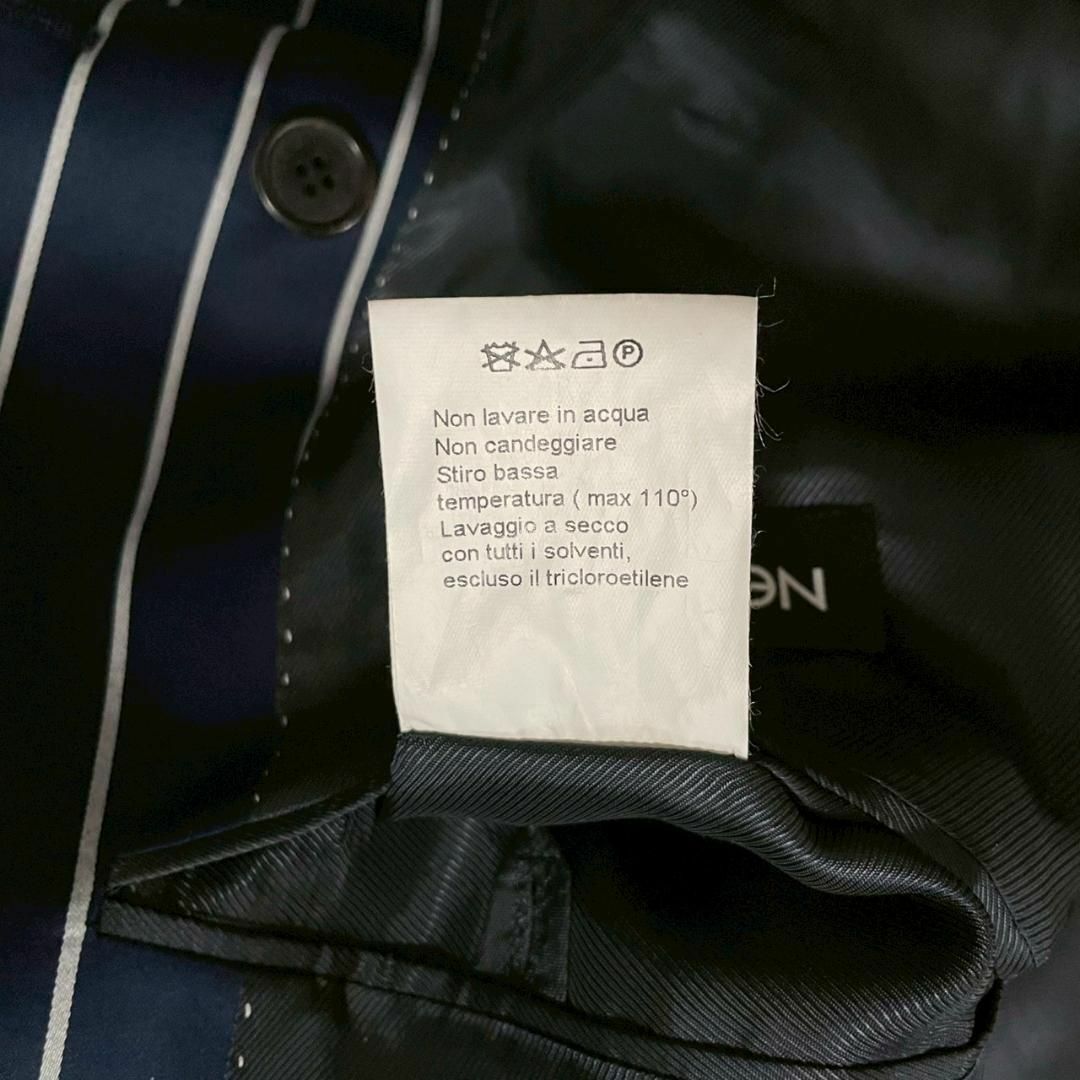 P
Non lavare in acqua
Non candeggiare
Stiro bassa
temperatura ( max 110°)
Lavaggio a secco
con tutti i solventi,
escluso il tricloroetilene